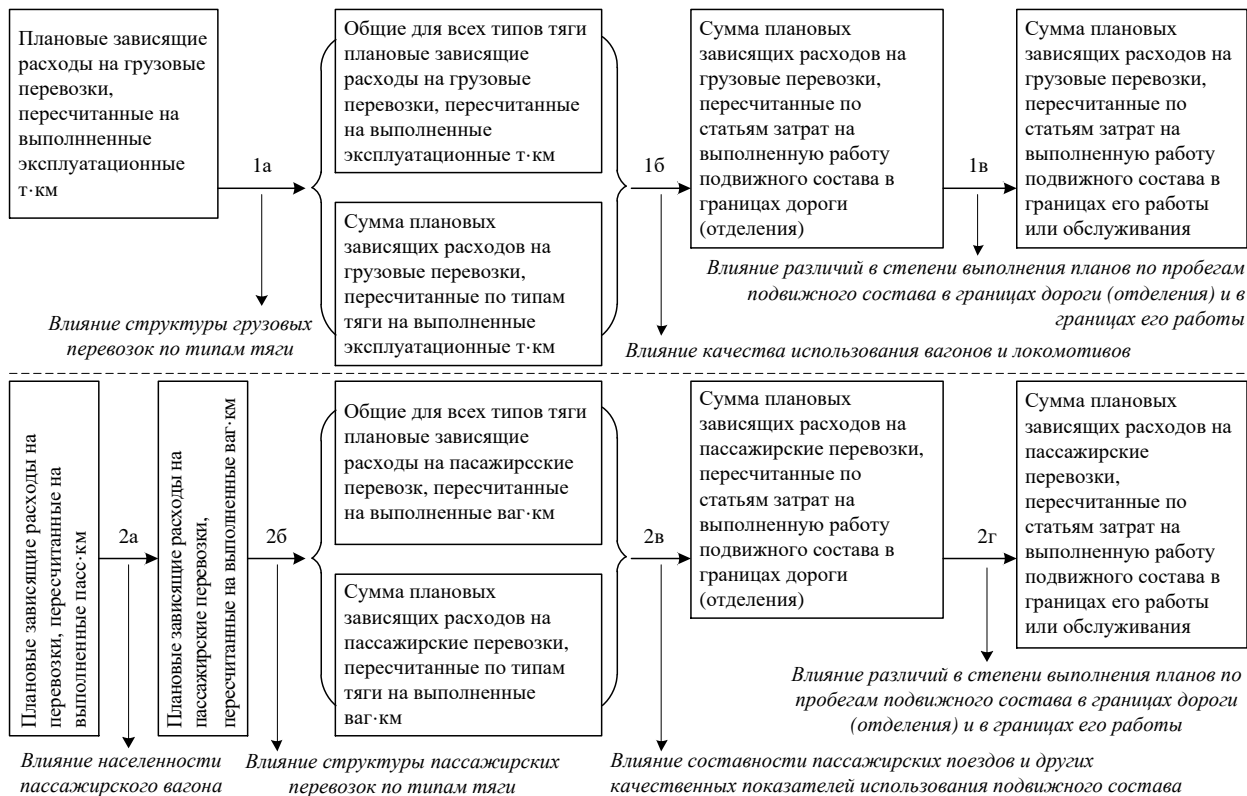 Плановые зависящие
расходы на грузовые
перевозки,
пересчитанные на
выполнненные
эксплуатационные
т·км
1а
Влияние структуры грузовых
перевозок по типам тяги
Общие для всех типов тяги
плановые зависящие
расходы на грузовые
перевозки, пересчитанные
на выполненные
эксплуатационные т·км
Сумма плановых
зависящих расходов на
грузовые перевозки,
пересчитанные по типам
тяги на выполненные
эксплуатационные т·км
1б
Влияние качества использования вагонов и локомотивов
Сумма плановых
зависящих расходов на
грузовые перевозки,
пересчитанные по
статьям затрат на
выполненную работу
подвижного состава в
границах дороги
(отделения)
1в
Влияние различий в степени выполнения планов по пробегам
подвижного состава в границах дороги (отделения) и в
границах его работы
Сумма плановых
зависящих расходов на
грузовые перевозки,
пересчитанные по
статьям затрат на
выполненную работу
подвижного состава в
границах его работы
или обслуживания
Плановые зависящие расходы на
перевозки, пересчитанные на
выполненные пасс·км
2а
Влияние населенности
пассажирского вагона
Плановые зависящие расходы на
пассажирские перевозки,
пересчитанные на выполненные ваг·км
2б
Влияние структуры пассажирских
перевозок по типам тяги
Общие для всех типов тяги
плановые зависящие
расходы на пасажирсские
перевозк, пересчитанные
на выполненные ваг·км
Сумма плановых
зависящих расходов на
пассажирские перевозки,
пересчитанные по типам
тяги на выполненные
ваг·км
2в
Влияние составности пассажирских поездов и других
качественных показателей использования подвижного состава
Сумма плановых
зависящих расходов на
пассажирские перевозки,
пересчитанные по
статьям затрат на
выполненную работу
подвижного состава в
границах дороги
(отделения)
2г
Влияние различий в степени выполнения планов по
пробегам подвижного состава в границах дороги
(отделения) и в границах его работы
Сумма плановых
зависящих расходов на
пассажирские
перевозки,
пересчитанные по
статьям затрат на
выполненную работу
подвижного состава в
границах его работы
или обслуживания